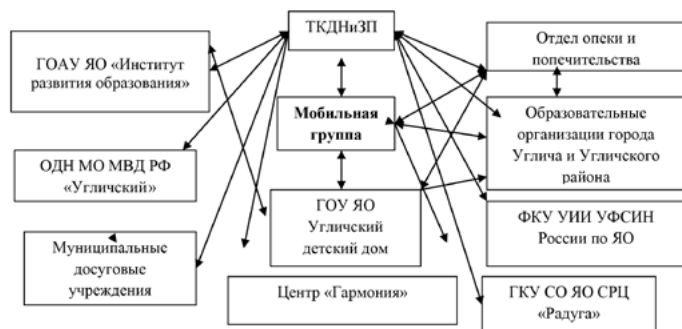 ТКДНиЗП
ГОАУ ЯО «Институт
развития образования»
Отдел опеки и
попечительства
Мобильная
группа
Образовательные
организации города
Углича и Угличского
района
ОДН МО МВД РФ
«Угличский»
ГОУ ЯО
Угличский
детский дом
ФКУ УИИ УФСИН
России по ЯО
Муниципальные
досуговые
учреждения
Центр «Гармония»
ГКУ СО ЯО СРЦ
«Радуга»